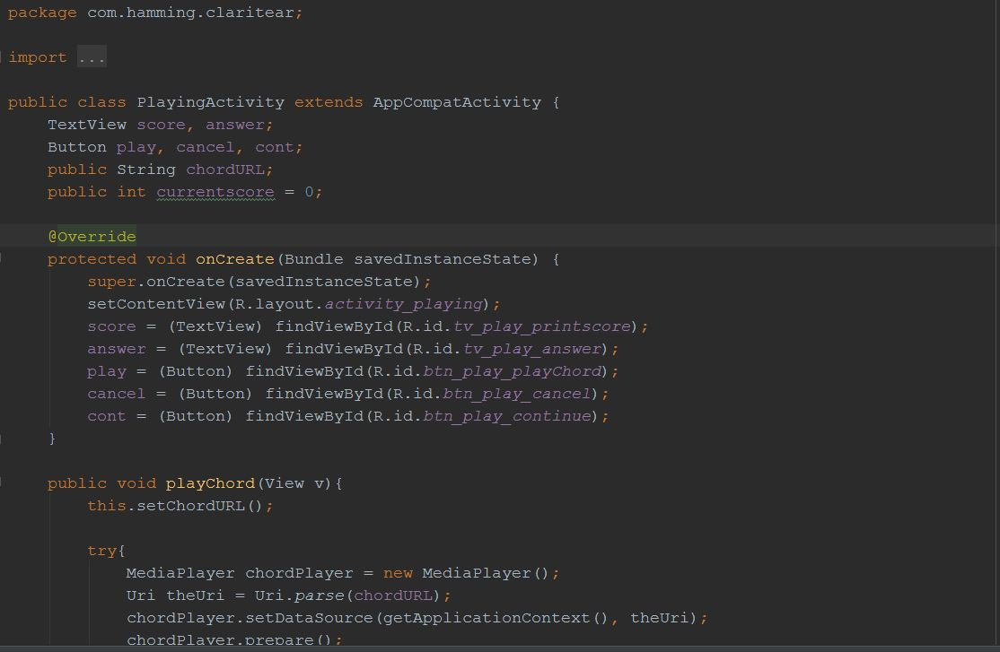 package com.hamming.claritear;
import ...
public class PlayingActivity extends AppCompatActivity {
TextView score, answer;
Button play, cancel, cont;
public String chordURL;
public int currentscore = 0;
@Override
protected void onCreate(Bundle savedInstanceState) {
super.onCreate(savedInstanceState);
setContentView(R.layout.activity_playing);
score = (TextView) findViewById(R.id.tv_play_printscore);
answer = (TextView) findViewById(R.id.tv_play_answer);
play = (Button) findViewById(R.id.btn_play_playChord);
cancel = (Button) findViewById(R.id.btn_play_cancel);
cont = (Button) findViewById(R.id.btn_play_continue);
}
public void playChord(View v){
this.setChordURL();
try{
MediaPlayer chordPlayer = new MediaPlayer();
Uri theUri = Uri.parse(chordURL);
chordPlayer.setDataSource(getApplicationContext(), theUri);
chordPlayer.prepare();